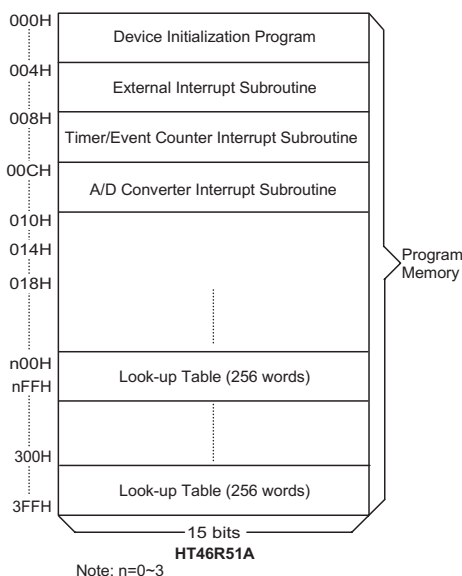 000H
Device Initialization Program
004H
External Interrupt Subroutine
008H
Timer/Event Counter Interrupt Subroutine
00CH
A/D Converter Interrupt Subroutine
010H
014H
018H
Program
Memory
n00H
Look-up Table (256 words)
nFFH
300H
Look-up Table (256 words)
3FFH
15 bits
HT46R51A
Note: n=0~3